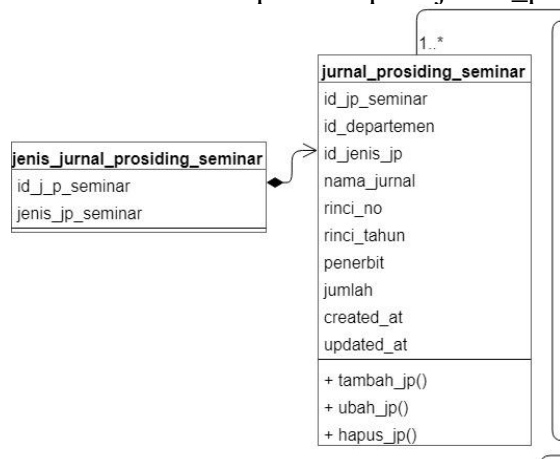 1..*
jurnal_prosiding_seminar
id_jp_seminar
id_departemen
id_jenis_jp
nama_jurnal
rinci_no
rinci_tahun
penerbit
jumlah
created_at
updated_at
+ tambah_jp()
+ ubah_jp()
+ hapus_jp()
jenis_jurnal_prosiding_seminar
id_j_p_seminar
jenis_jp_seminar